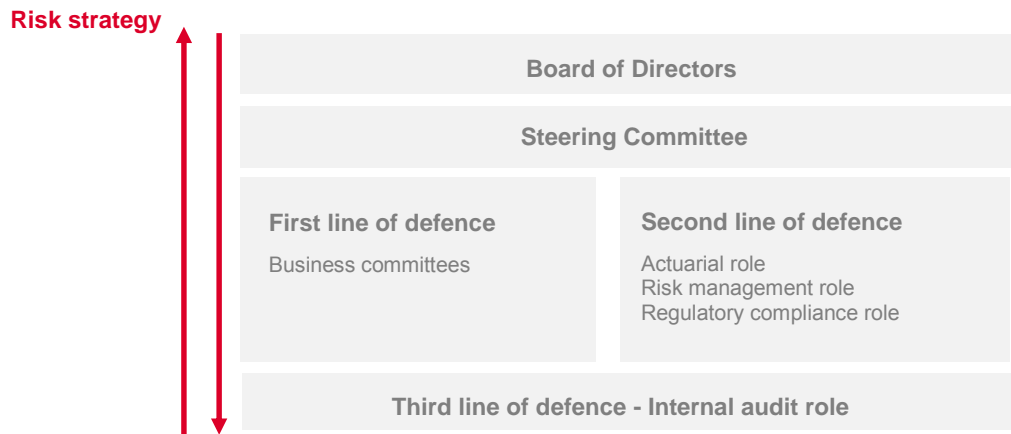 Risk strategy
Board of Directors
Steering Committee
First line of defence
Business committees
Second line of defence
Actuarial role
Risk management role
Regulatory compliance role
Third line of defence - Internal audit role